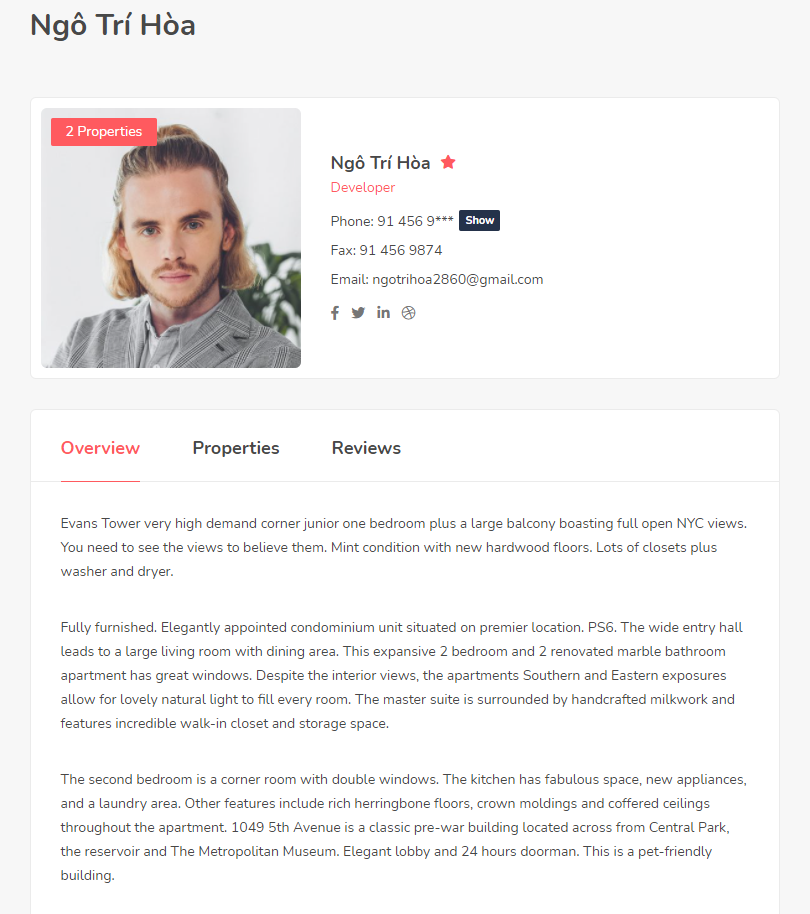 Ngô Trí Hòa
2 Properties
Ngô Trí Hòa
Developer
Phone: 91 456 9*** Show
Fax: 91 456 9874
Email: ngotrihoa2860@gmail.com
Overview Properties Reviews
Evans Tower very high demand corner junior one bedroom plus a large balcony boasting full open NYC views.
You need to see the views to believe them. Mint condition with new hardwood floors. Lots of closets plus
washer and dryer.
Fully furnished. Elegantly appointed condominium unit situated on premier location. PS6. The wide entry hall
leads to a large living room with dining area. This expansive 2 bedroom and 2 renovated marble bathroom
apartment has great windows. Despite the interior views, the apartments Southern and Eastern exposures
allow for lovely natural light to fill every room. The master suite is surrounded by handcrafted milkwork and
features incredible walk-in closet and storage space.
The second bedroom is a corner room with double windows. The kitchen has fabulous space, new appliances,
and a laundry area. Other features include rich herringbone floors, crown moldings and coffered ceilings
throughout the apartment. 1049 5th Avenue is a classic pre-war building located across from Central Park,
the reservoir and The Metropolitan Museum. Elegant lobby and 24 hours doorman. This is a pet-friendly
building.